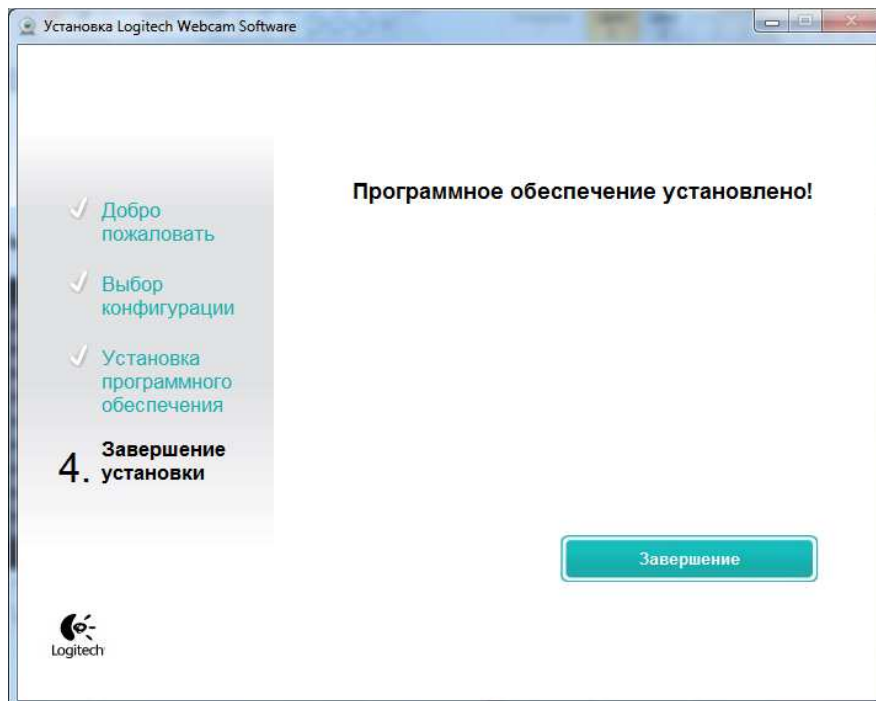 Установка Logitech Webcam Software
Программное обеспечение установлено!
Добро
пожаловать
Выбор
конфигурации
Установка
программного
обеспечения
4. Завершение
установки
Завершение
Logitech